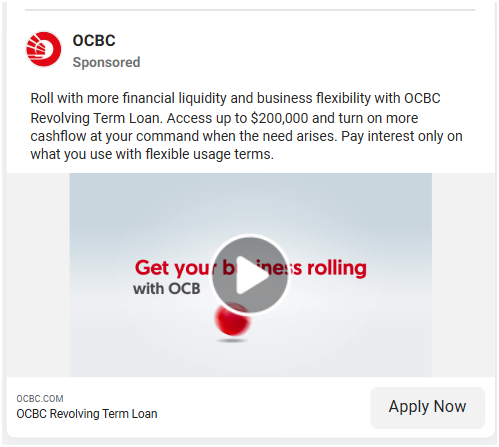 OCBC
Sponsored
Roll with more financial liquidity and business flexibility with OCBC
Revolving Term Loan. Access up to $200,000 and turn on more
cashflow at your command when the need arises. Pay interest only on
what you use with flexible usage terms.
Get your business rolling
with OCB
OCBC.COM
OCBC Revolving Term Loan
Apply Now